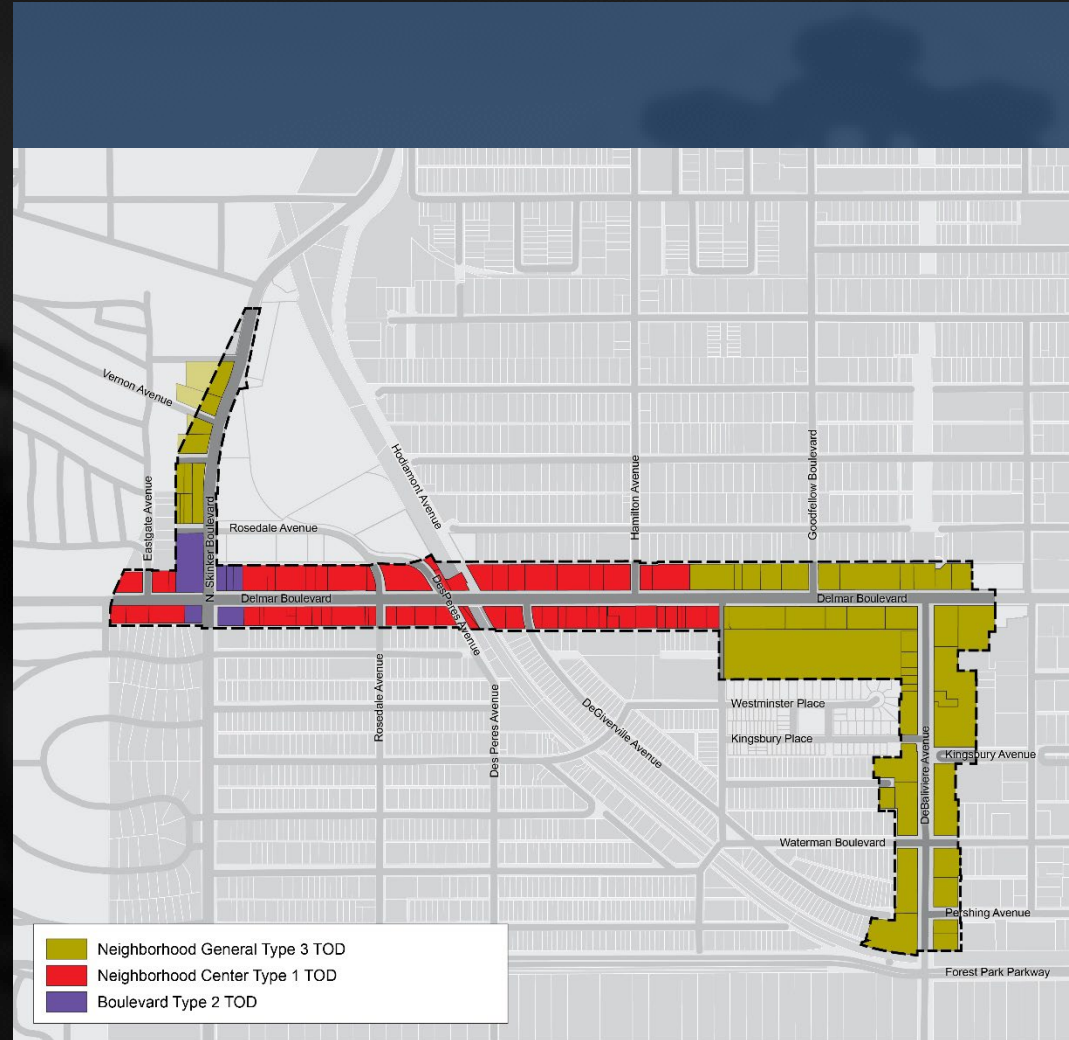 Vernon Avenue
Eastgate Avenue
N. Skinker Boulevard
Rosedale Avenue
Hodiamont Avenue
Hamilton Avenue
Goodfellow Boulevard
Delmar Boulevard
DesPeres Avenue
Delmar Boulevard
Rosedale Avenue
Des Peres Avenue
DeGiverville Avenue
Westminster Place
Kingsbury Place
Kingsbury Avenue
DeBaliviere Avenue
Waterman Boulevard
Pershing Avenue
Forest Park Parkway
Neighborhood General Type 3 TOD
Neighborhood Center Type 1 TOD
Boulevard Type 2 TOD